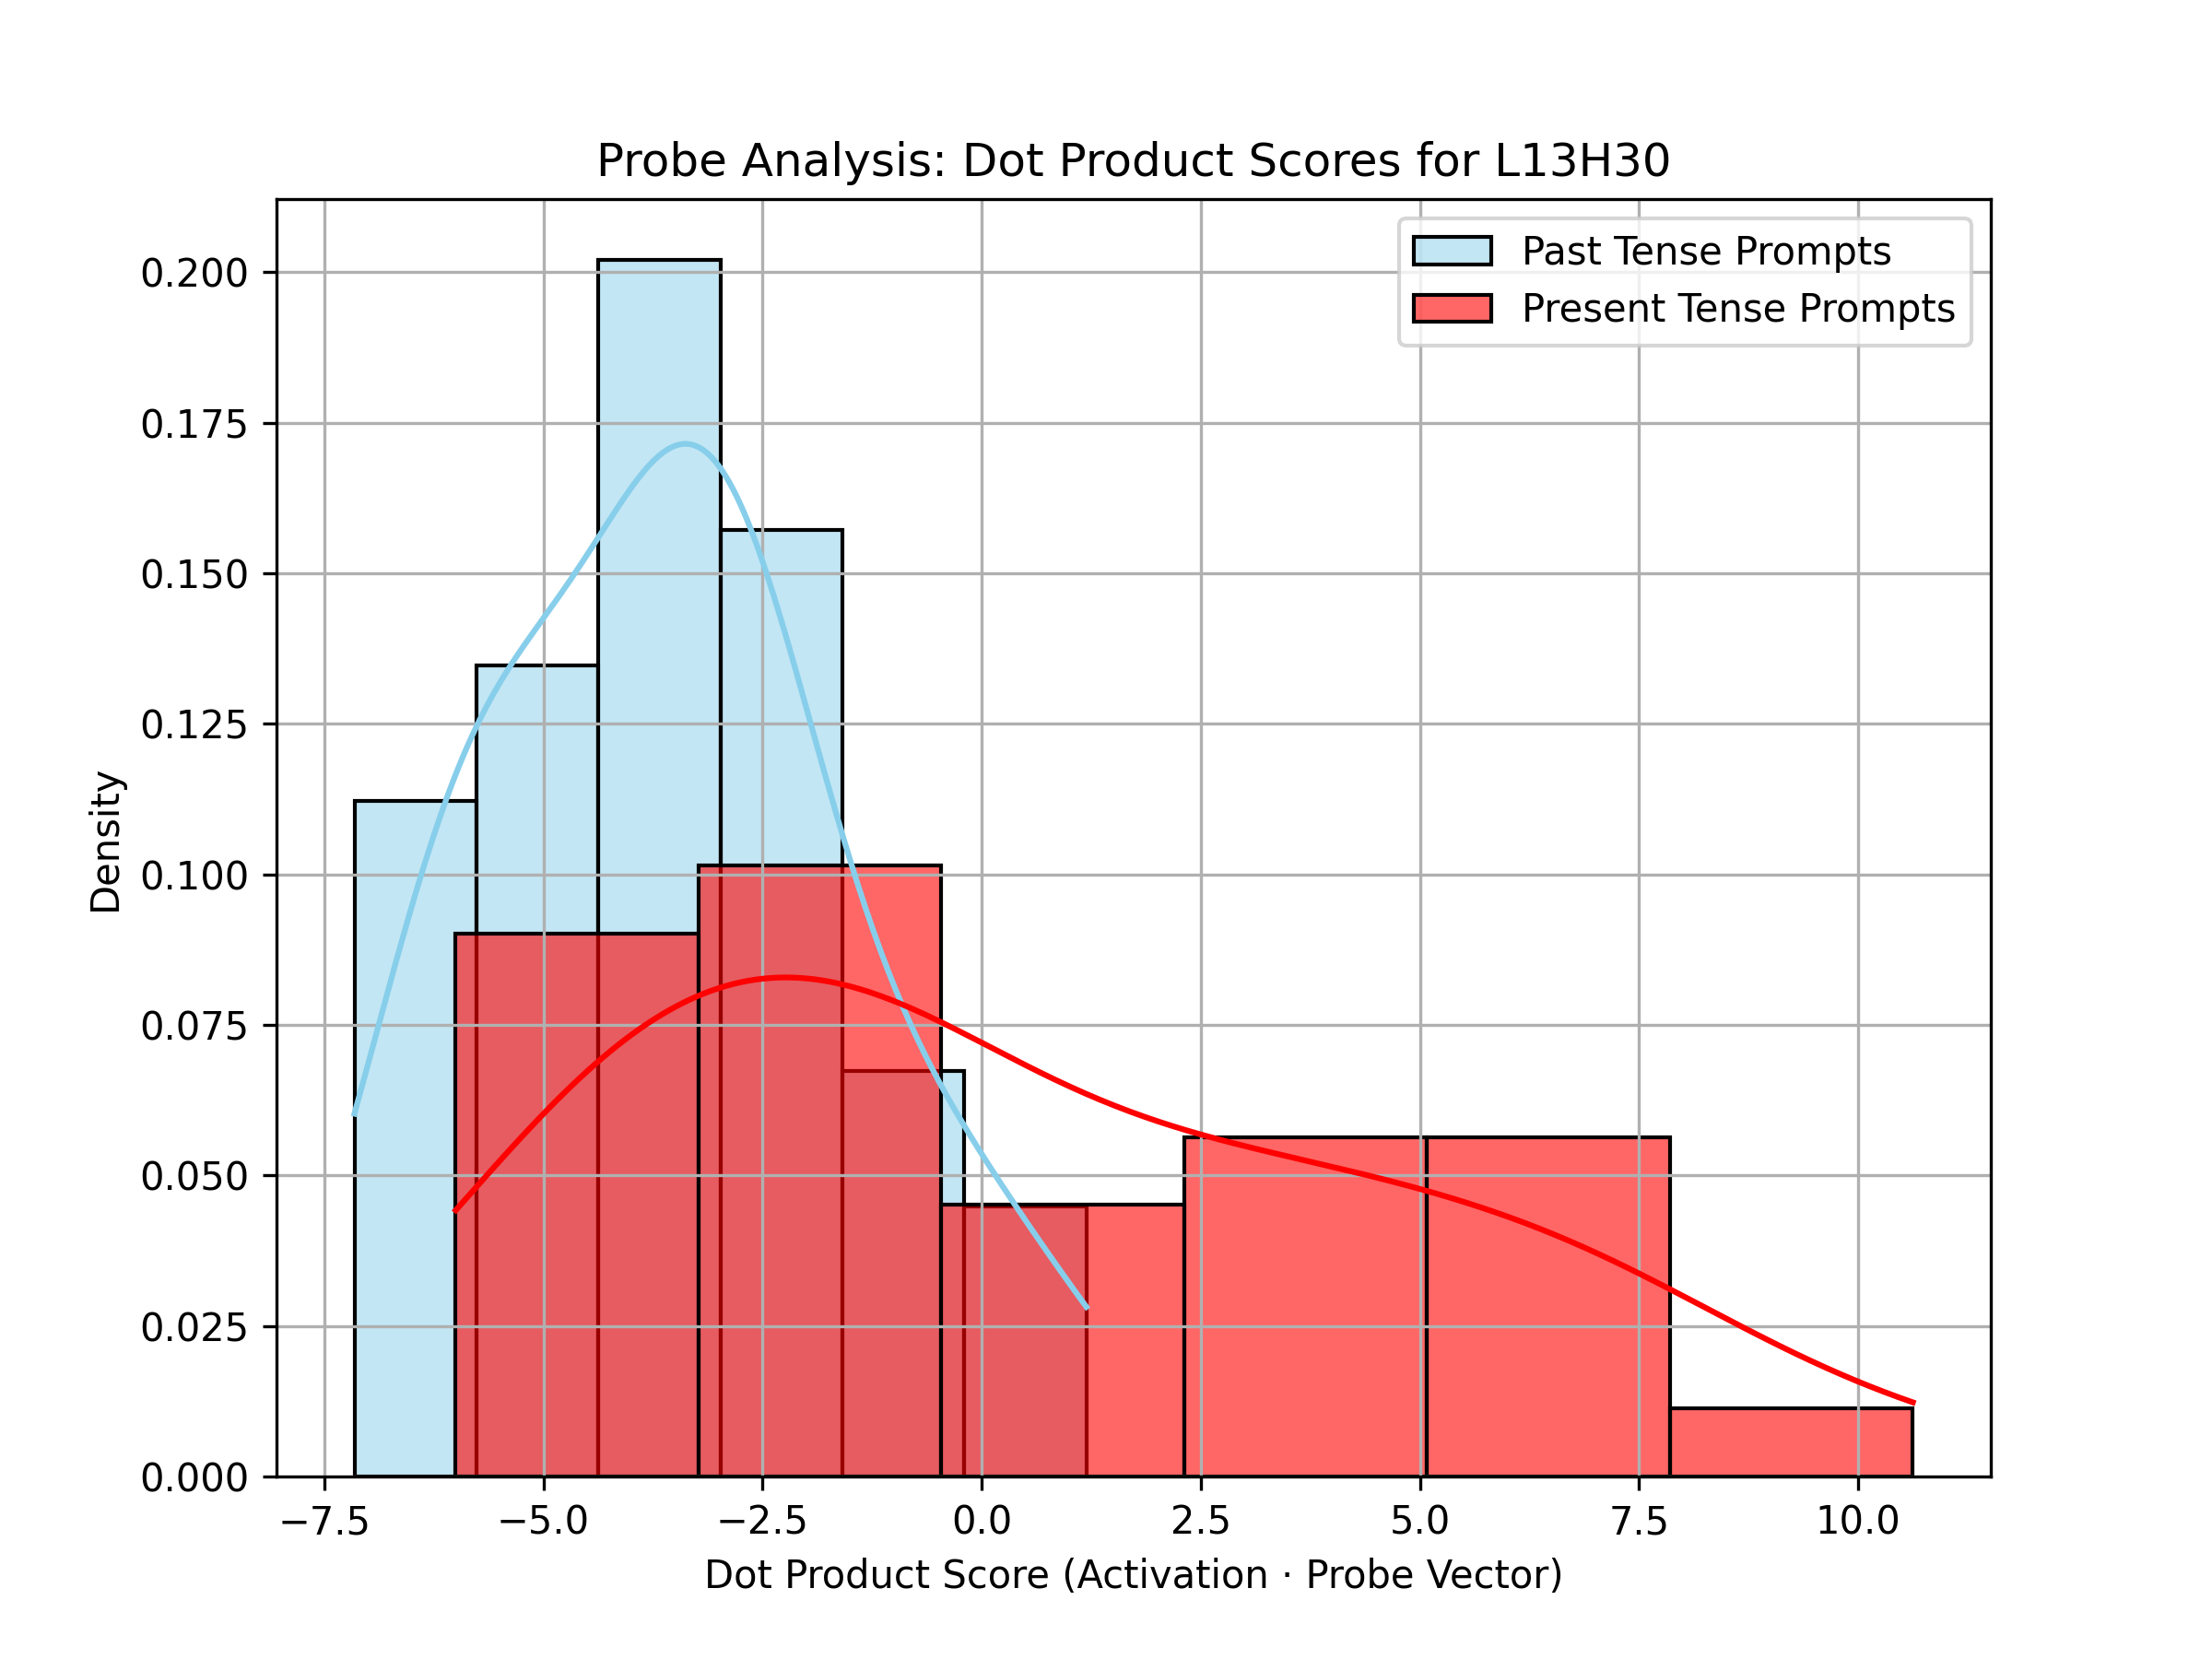 Probe Analysis: Dot Product Scores for L13H30
Past Tense Prompts
Present Tense Prompts
0.200
0.175
0.150
0.125
0.100
0.075
0.050
0.025
0.000
Density
−7.5 −5.0 −2.5 0.0 2.5 5.0 7.5 10.0
Dot Product Score (Activation · Probe Vector)